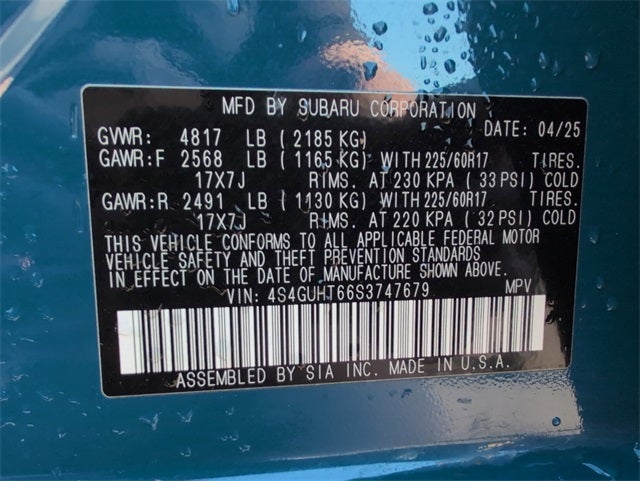 MFD BY SUBARU CORPORATION
GVWR: 4817 LB (2185 KG) DATE: 04/25
GAWR:F 2568 LB (1165 KG) WITH 225/60R17 TIRES.
17X7J RIMS. AT 230 KPA (33 PSI) COLD
GAWR:R 2491 LB (1130 KG) WITH 225/60R17 TIRES.
17X7J RIMS. AT 220 KPA (32 PSI) COLD
THIS VEHICLE CONFORMS TO ALL APPLICABLE FEDERAL MOTOR
VEHICLE SAFETY AND THEFT PREVENTION STANDARDS
IN EFFECT ON THE DATE OF MANUFACTURE SHOWN ABOVE.
VIN: 4S4GUHT66S3747679 MPV
ASSEMBLED BY SIA INC. MADE IN U.S.A.